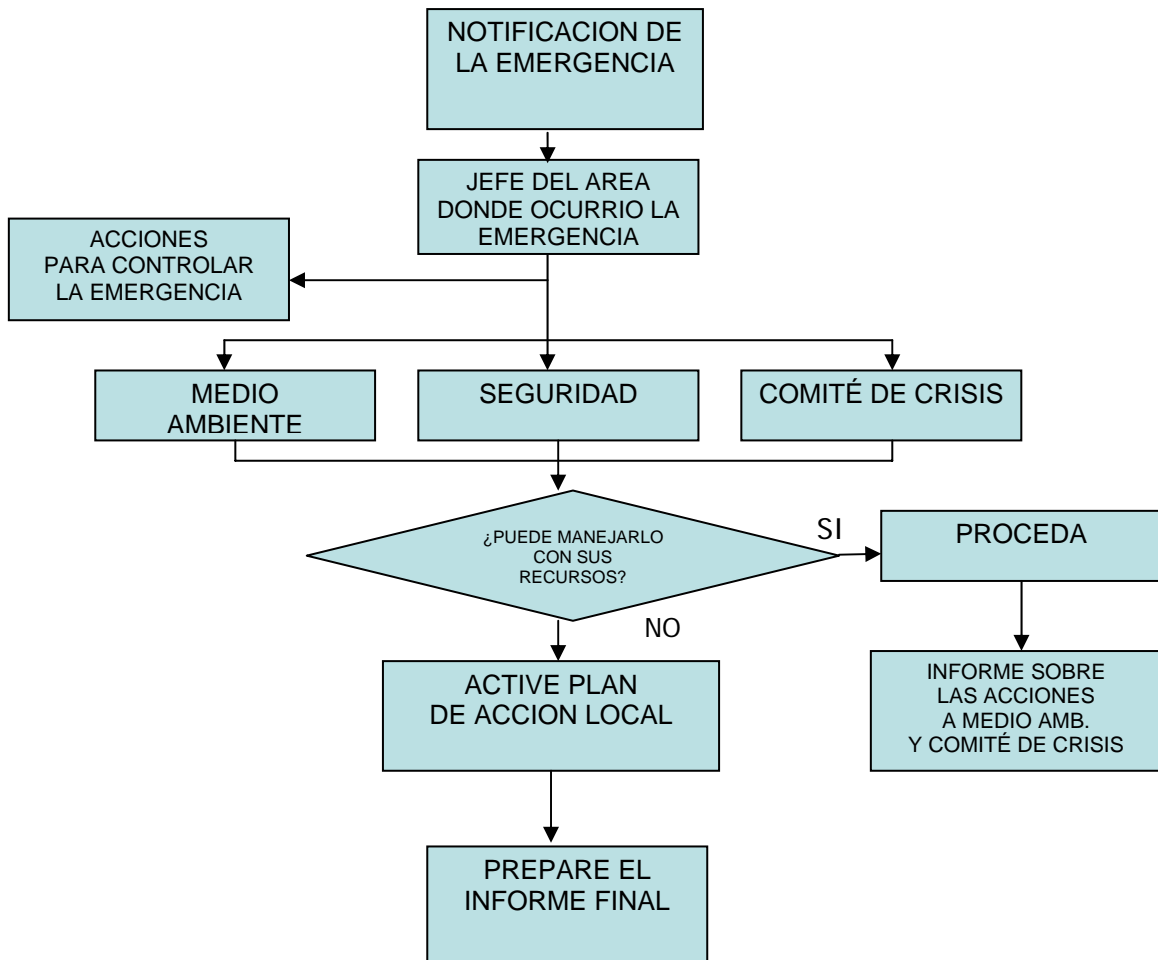 NOTIFICACION DE
LA EMERGENCIA
JEFE DEL AREA
DONDE OCURRIO LA
EMERGENCIA
ACCIONES
PARA CONTROLAR
LA EMERGENCIA
MEDIO
AMBIENTE
SEGURIDAD
COMITÉ DE CRISIS
¿PUEDE MANEJARLO
CON SUS
RECURSOS?
SI
PROCEDA
NO
ACTIVE PLAN
DE ACCION LOCAL
INFORME SOBRE
LAS ACCIONES
A MEDIO AMB.
Y COMITÉ DE CRISIS
PREPARE EL
INFORME FINAL